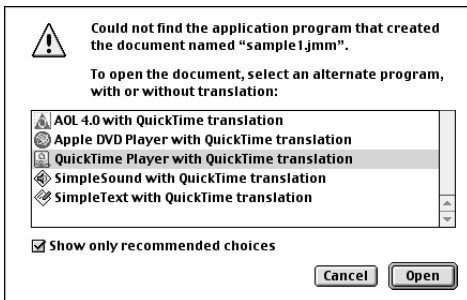 Could not find the application program that created
the document named “sample1.jmm”.
To open the document, select an alternate program,
with or without translation:
AOL 4.0 with QuickTime translation
Apple DVD Player with QuickTime translation
QuickTime Player with QuickTime translation
SimpleSound with QuickTime translation
SimpleText with QuickTime translation
Show only recommended choices
Cancel Open